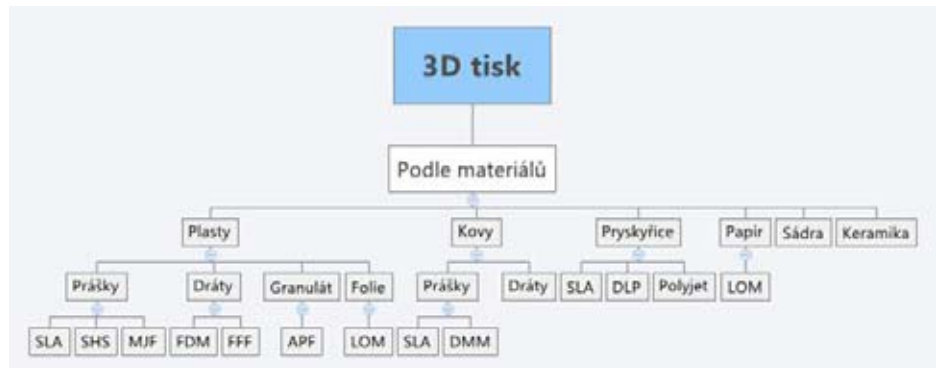 3D tisk
Podle materiálů
Plasty Kovy Pryskyřice Papír Sádra Keramika
Prášky Dráty Granulát Folie Prášky Dráty SLA DLP Polyjet LOM
SLA SHS MJF FDM FFF APF LOM SLA DMM